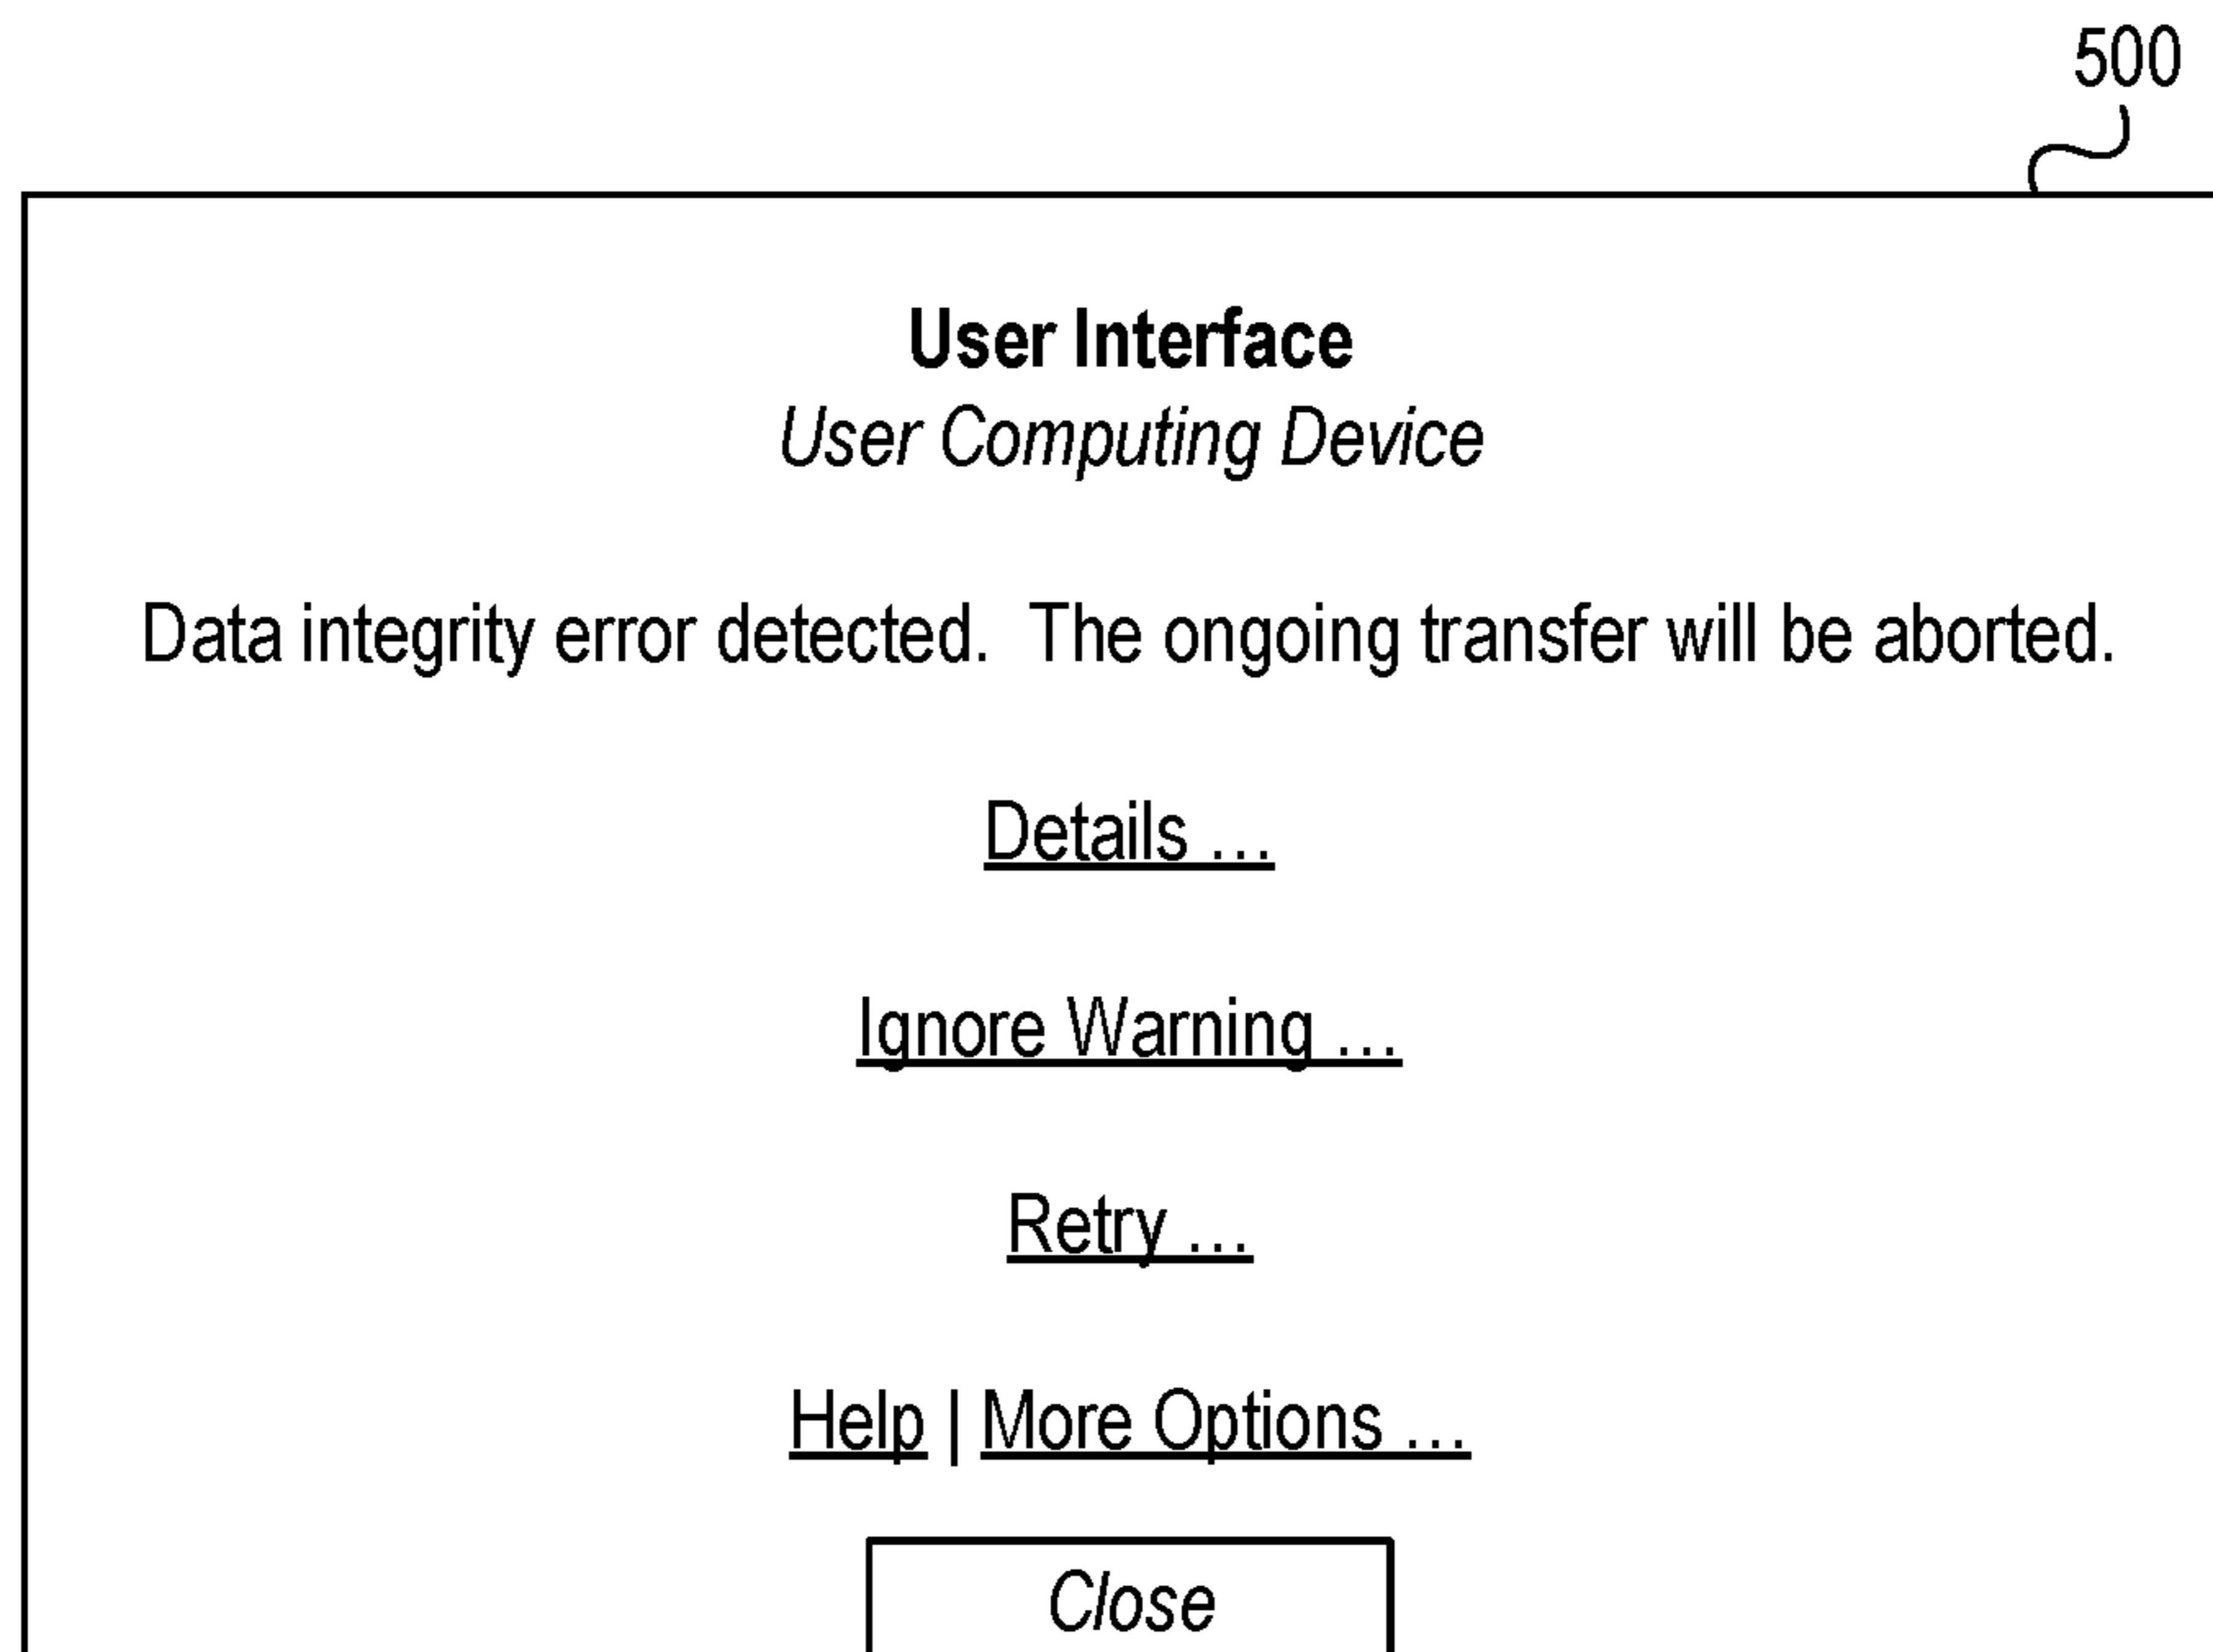 500
User Interface
User Computing Device
Data integrity error detected.  The ongoing transfer will be aborted.
Details ...
Ignore Warning ...
Retry ...
Help | More Options ...
Close